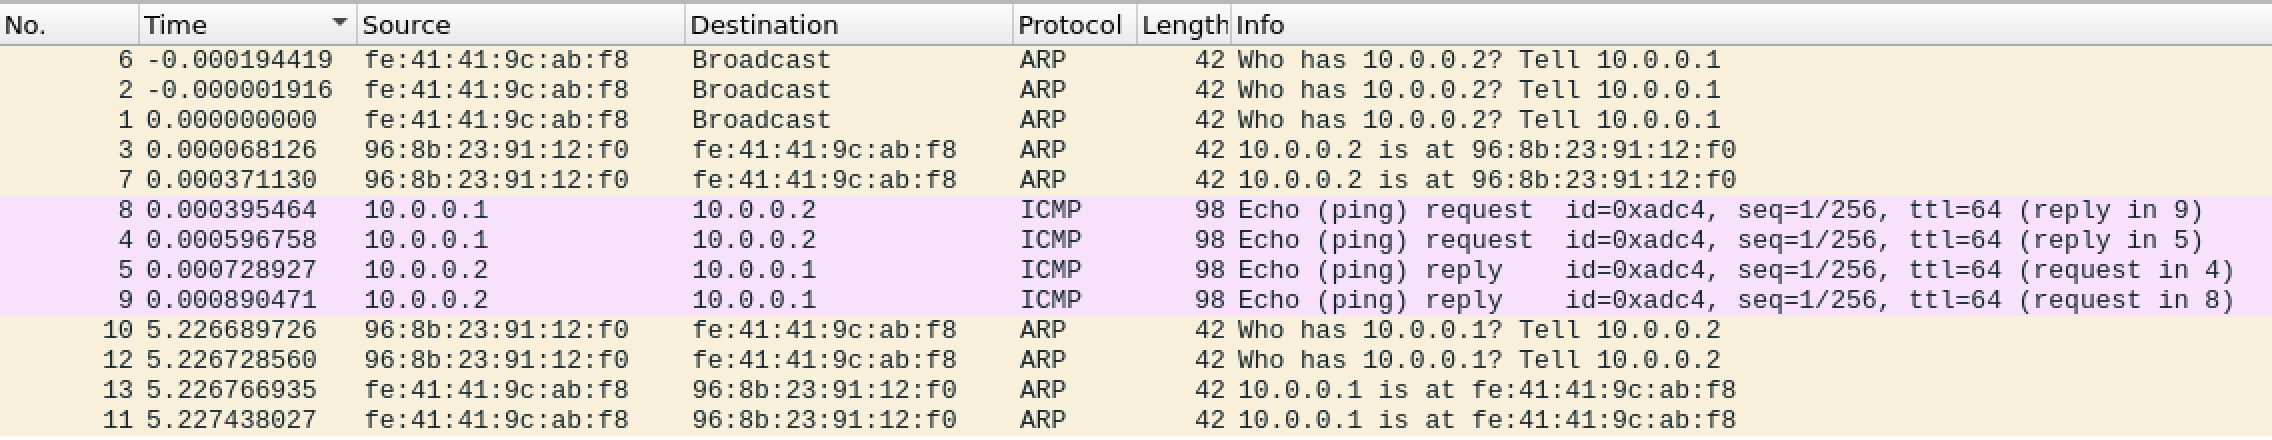 No. Time Source Destination Protocol Length Info
6 -0.000194419 fe:41:41:9c:ab:f8 Broadcast ARP 42 Who has 10.0.0.2? Tell 10.0.0.1
2 -0.000001916 fe:41:41:9c:ab:f8 Broadcast ARP 42 Who has 10.0.0.2? Tell 10.0.0.1
1 0.000000000 fe:41:41:9c:ab:f8 Broadcast ARP 42 Who has 10.0.0.2? Tell 10.0.0.1
3 0.000068126 96:8b:23:91:12:f0 fe:41:41:9c:ab:f8 ARP 42 10.0.0.2 is at 96:8b:23:91:12:f0
7 0.000371130 96:8b:23:91:12:f0 fe:41:41:9c:ab:f8 ARP 42 10.0.0.2 is at 96:8b:23:91:12:f0
8 0.000395464 10.0.0.1 10.0.0.2 ICMP 98 Echo (ping) request id=0xadc4, seq=1/256, ttl=64 (reply in 9)
4 0.000596758 10.0.0.1 10.0.0.2 ICMP 98 Echo (ping) request id=0xadc4, seq=1/256, ttl=64 (reply in 5)
5 0.000728927 10.0.0.2 10.0.0.1 ICMP 98 Echo (ping) reply id=0xadc4, seq=1/256, ttl=64 (request in 4)
9 0.000890471 10.0.0.2 10.0.0.1 ICMP 98 Echo (ping) reply id=0xadc4, seq=1/256, ttl=64 (request in 8)
10 5.226689726 96:8b:23:91:12:f0 fe:41:41:9c:ab:f8 ARP 42 Who has 10.0.0.1? Tell 10.0.0.2
12 5.226728560 96:8b:23:91:12:f0 fe:41:41:9c:ab:f8 ARP 42 Who has 10.0.0.1? Tell 10.0.0.2
13 5.226766935 fe:41:41:9c:ab:f8 96:8b:23:91:12:f0 ARP 42 10.0.0.1 is at fe:41:41:9c:ab:f8
11 5.227438027 fe:41:41:9c:ab:f8 96:8b:23:91:12:f0 ARP 42 10.0.0.1 is at fe:41:41:9c:ab:f8